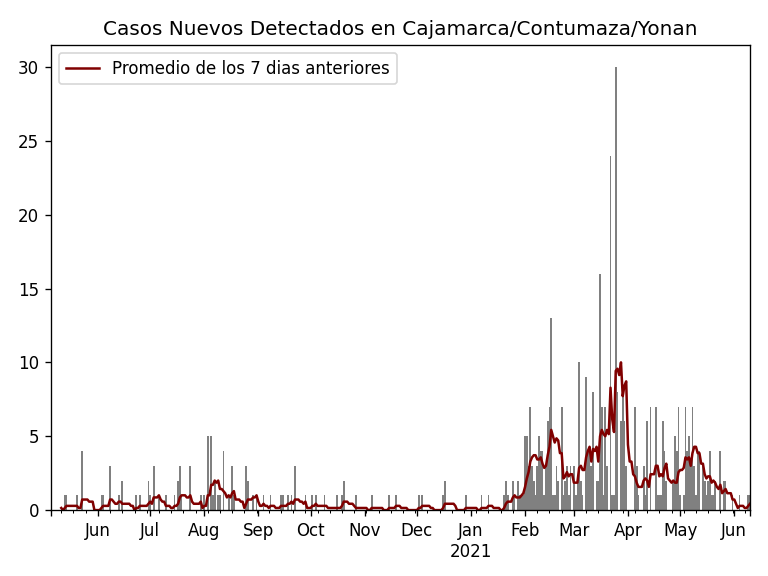 Casos Nuevos Detectados en Cajamarca/Contumaza/Yonan
Promedio de los 7 dias anteriores
30
25
20
15
10
5
0
Jun Jul Aug Sep Oct Nov Dec Jan Feb Mar Apr May Jun
2021